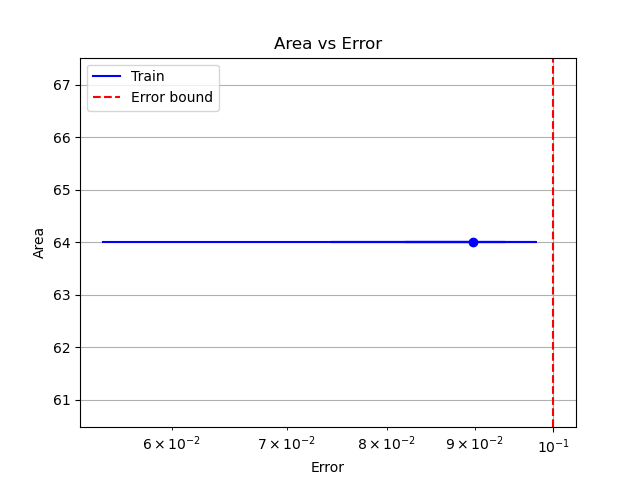 Area vs Error
Train
Error bound
67
66
65
64
63
62
61
Area
6 × 10⁻²
7 × 10⁻²
8 × 10⁻²
9 × 10⁻²
10⁻¹
Error